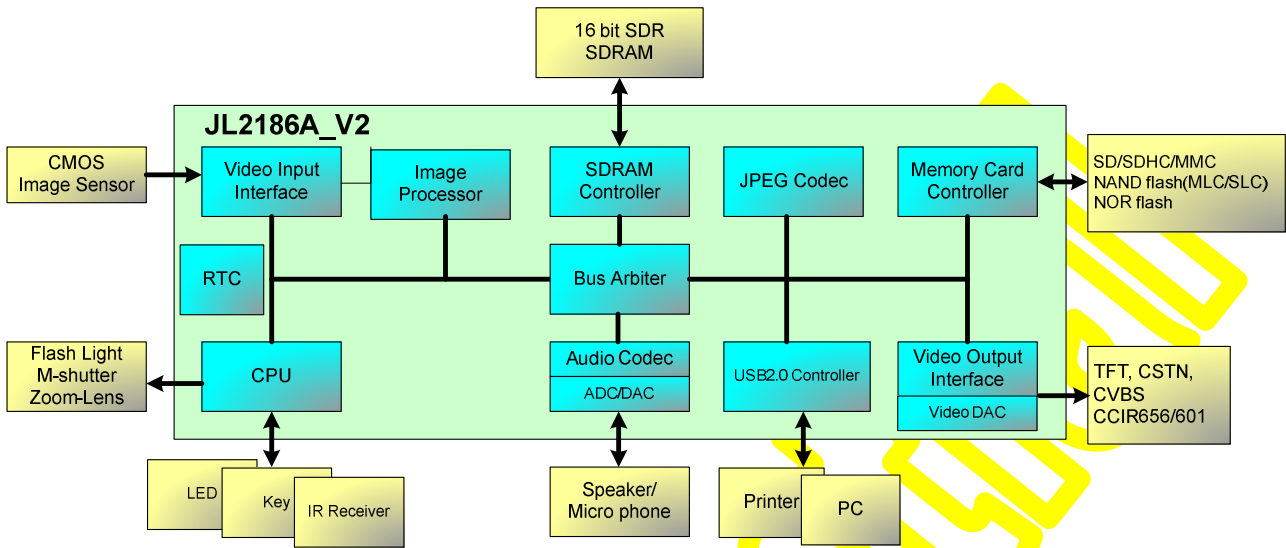 16 bit SDR
SDRAM
JL2186A_V2
CMOS
Image Sensor
Video Input
Interface
Image
Processor
SDRAM
Controller
JPEG Codec
Memory Card
Controller
SD/SDHC/MMC
NAND flash(MLC/SLC)
NOR flash
RTC
Bus Arbiter
Flash Light
M-shutter
Zoom-Lens
CPU
Audio Codec
ADC/DAC
USB2.0 Controller
Video Output
Interface
Video DAC
TFT, CSTN,
CVBS
CCIR656/601
LED
Key
IR Receiver
Speaker/
Micro phone
Printer
PC